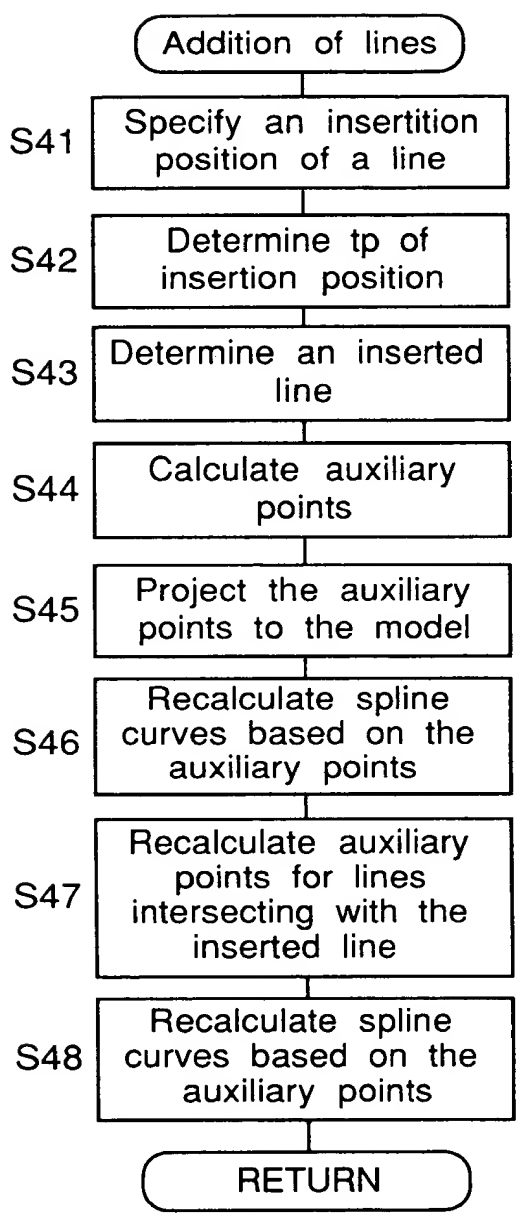 Addition of lines
S41
Specify an insertition
position of a line
S42
Determine tp of
insertion position
S43
Determine an inserted
line
S44
Calculate auxiliary
points
S45
Project the auxiliary
points to the model
S46
Recalculate spline
curves based on the
auxiliary points
S47
Recalculate auxiliary
points for lines
intersecting with the
inserted line
S48
Recalculate spline
curves based on the
auxiliary points
RETURN